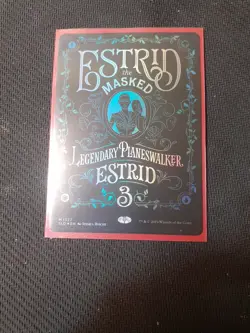 ESTRID
the
MASKED
LEGENDARY PLANESWALKER
ESTRID
3